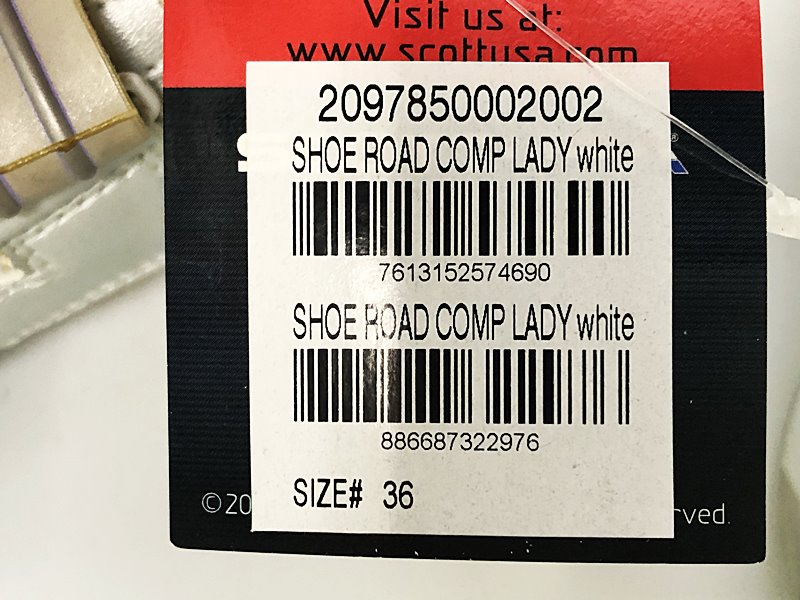 Visit us at:
www.scottusa.com
2097850002002
SHOE ROAD COMP LADY white
7613152574690
SHOE ROAD COMP LADY white
886687322976
SIZE# 36
©20
rved.